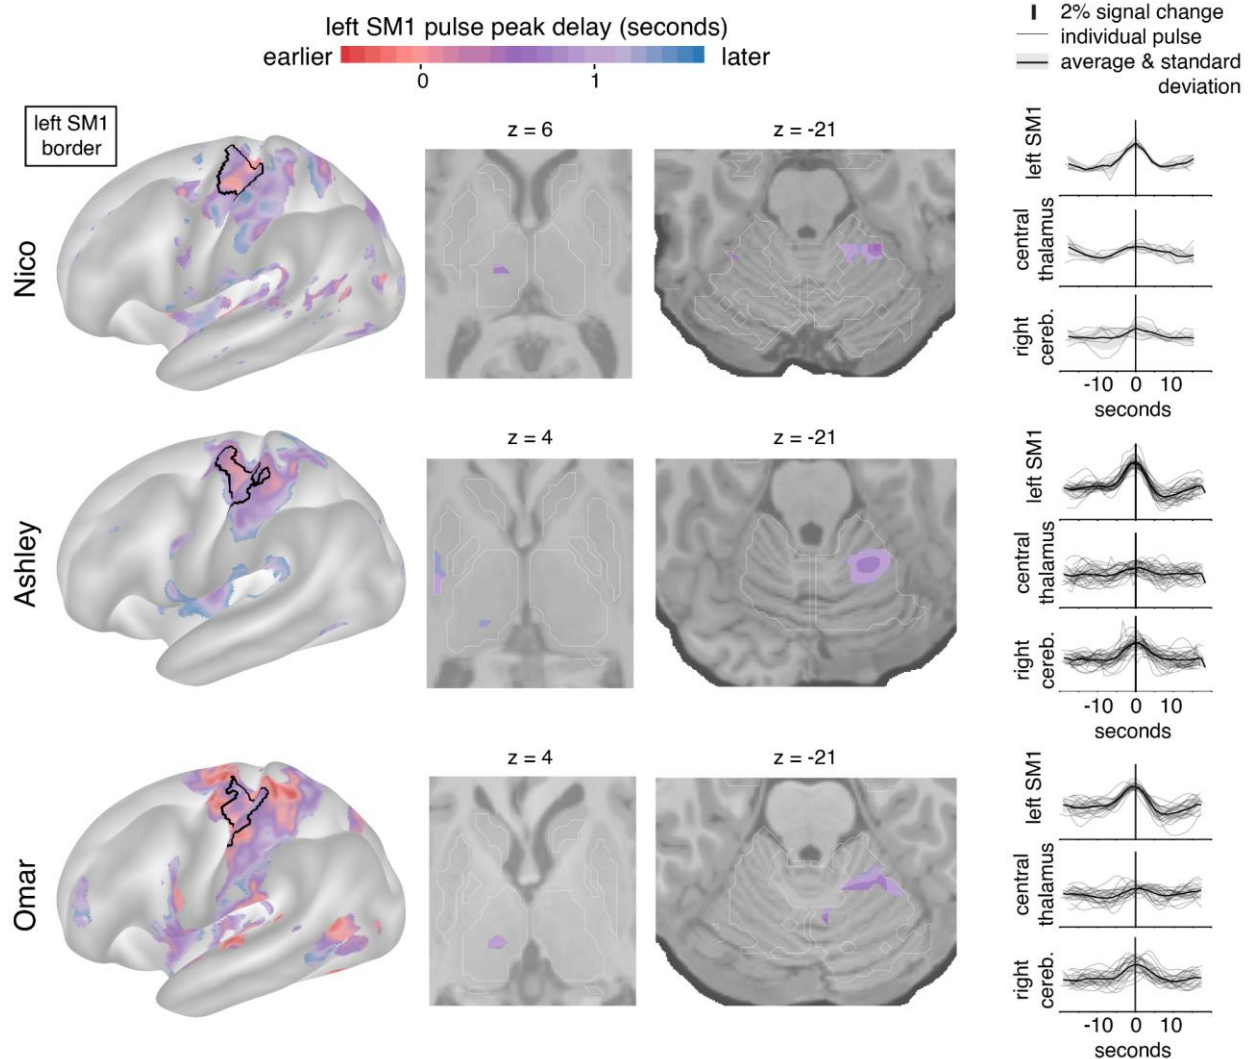 left SM1 pulse peak delay (seconds)
earlier
later
0
1
2% signal change
individual pulse
average & standard
deviation
left SM1
border
Nico
z = 6
z = -21
left SM1
central
thalamus
right
cereb.
-10 0 10
seconds
Ashley
z = 4
z = -21
left SM1
central
thalamus
right
cereb.
-10 0 10
seconds
Omar
z = 4
z = -21
left SM1
central
thalamus
right
cereb.
-10 0 10
seconds